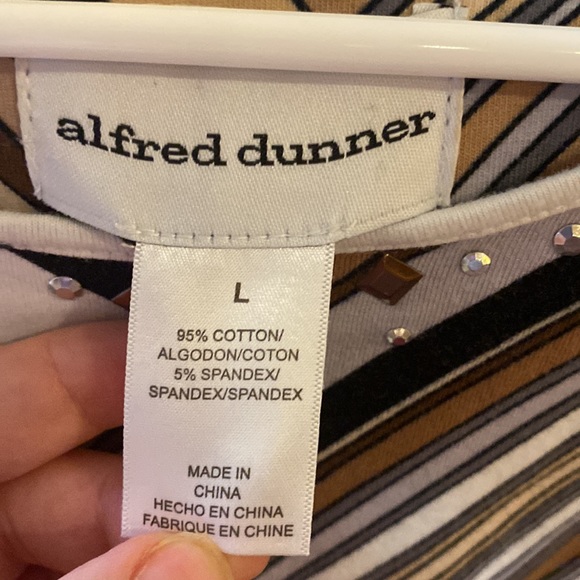 alfred dunner
L
95% COTTON/
ALGODON/COTON
5% SPANDEX/
SPANDEX/SPANDEX
MADE IN
CHINA
HECHO EN CHINA
FABRIQUE EN CHINE